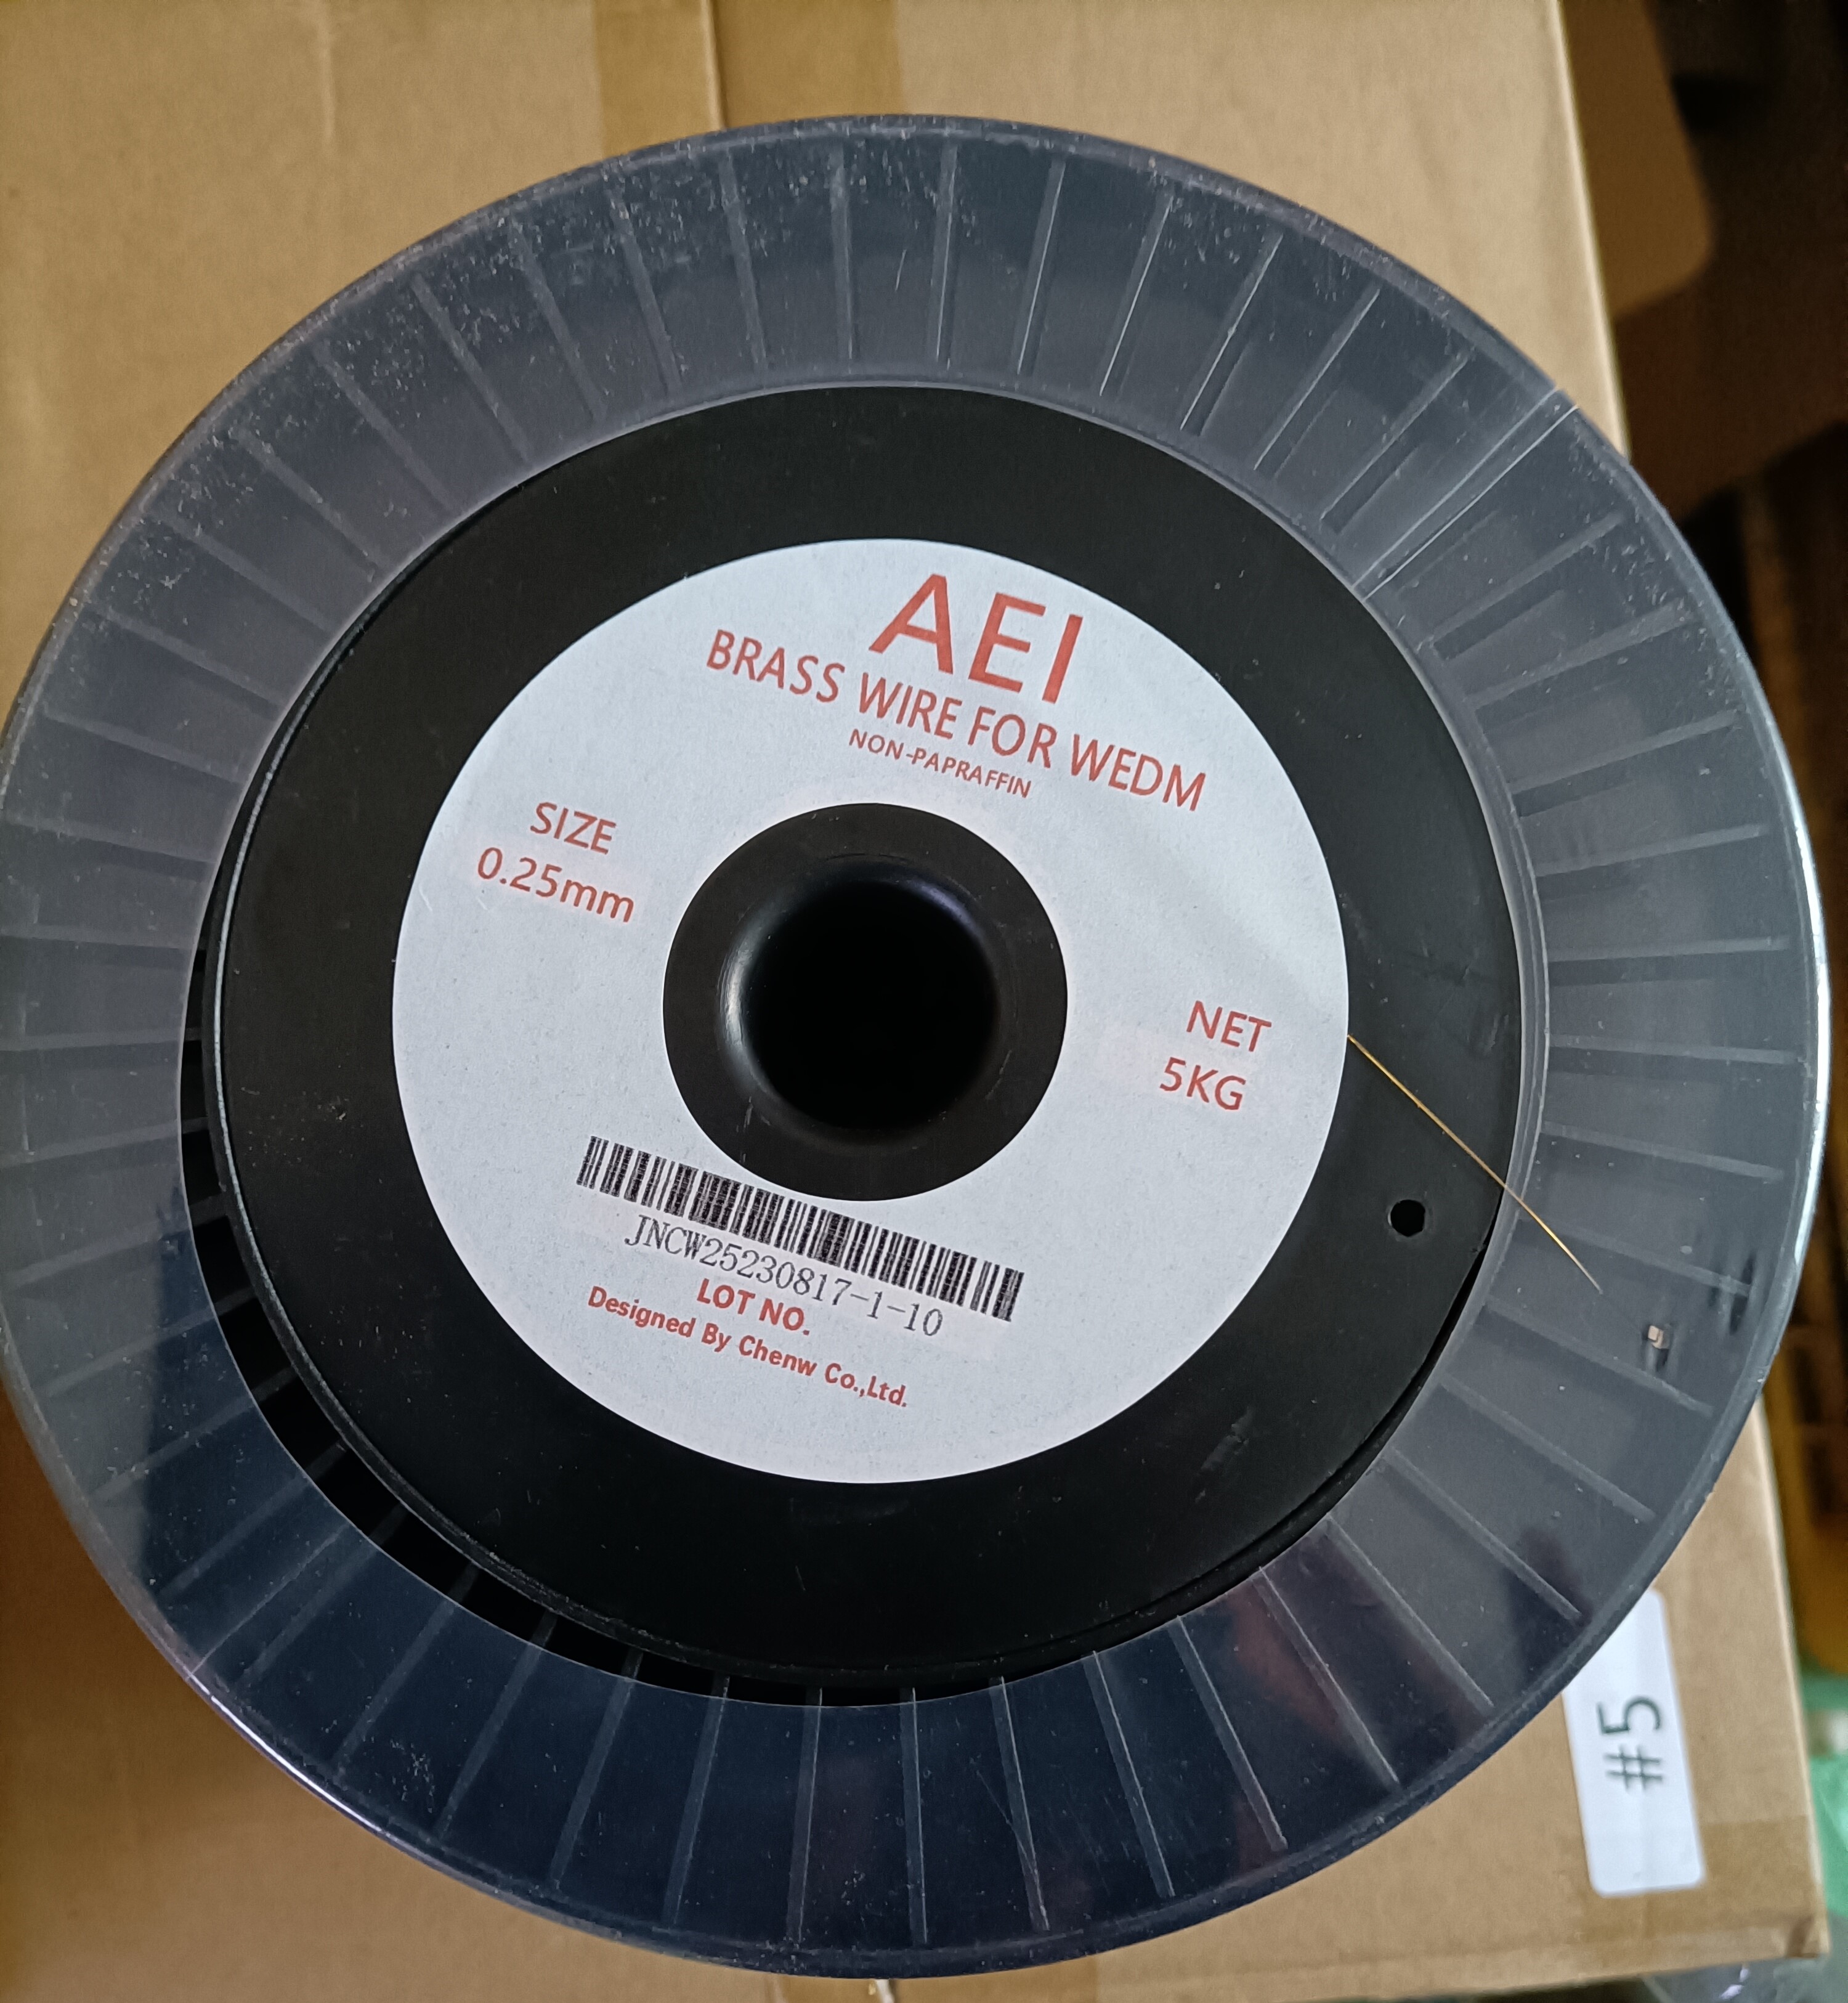 AEI
BRASS WIRE FOR WEDM
NON-PAPRAFFIN
SIZE
0.25mm
NET
5KG
JNCW25230817-1-10
LOT NO.
Designed By Chenw Co.,Ltd.
#5